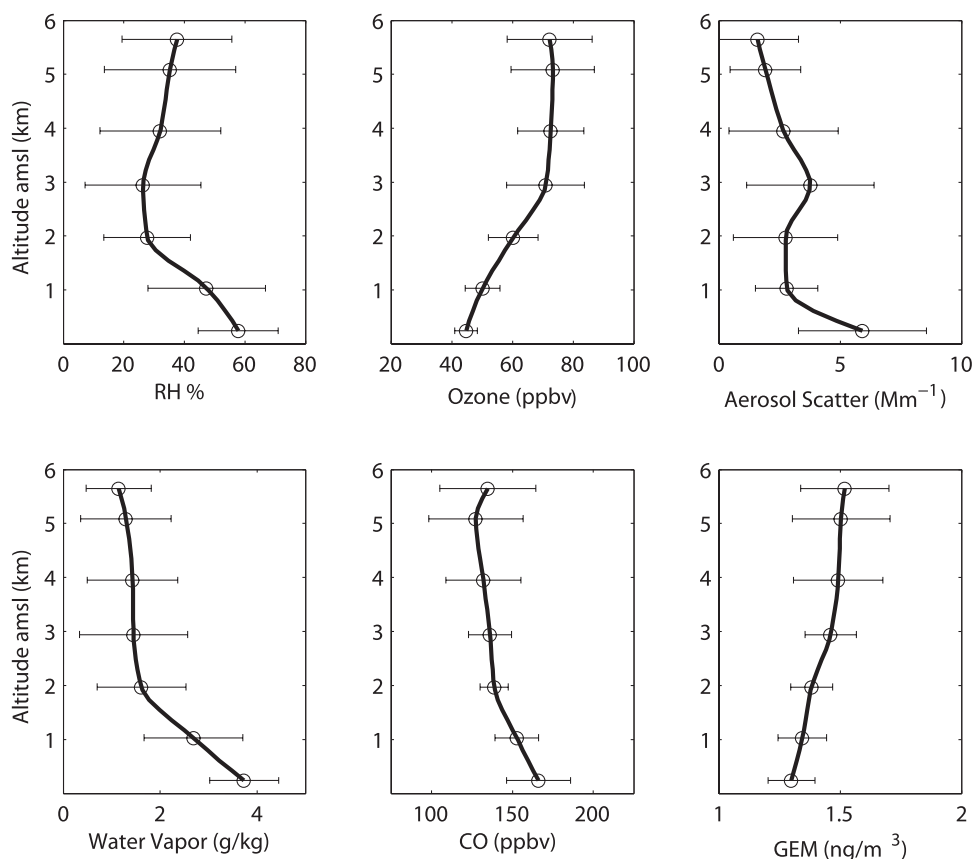 6
5
4
3
2
1
Altitude amsl (km)
0 20 40 60 80
RH %
6
5
4
3
2
1
20 40 60 80 100
Ozone (ppbv)
6
5
4
3
2
1
0 5 10
Aerosol Scatter (Mm⁻¹)
6
5
4
3
2
1
Altitude amsl (km)
0 2 4
Water Vapor (g/kg)
6
5
4
3
2
1
100 150 200
CO (ppbv)
6
5
4
3
2
1
1 1.5 2
GEM (ng/m ³)